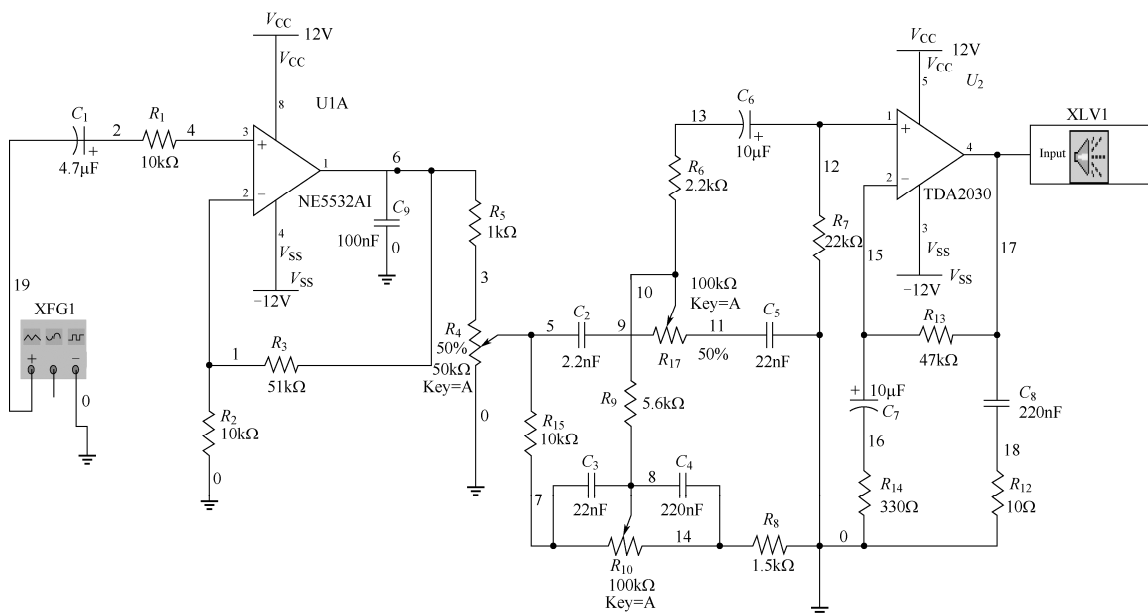 V_CC
12V
V_CC
8
U1A
C_1
2
R_1
4
3
+
4.7μF
10kΩ
1
6
−
2
NE5532AI
C_9
100nF
0
4
V_SS
V_SS
−12V
19
XFG1
+
−
0
1
R_3
51kΩ
R_2
10kΩ
0
R_5
1kΩ
3
R_4
50%
50kΩ
Key=A
0
5
C_2
2.2nF
9
10
R_17
100kΩ
Key=A
11
50%
C_5
22nF
13
C_6
+
10μF
R_6
2.2kΩ
R_9
5.6kΩ
R_15
10kΩ
7
C_3
22nF
8
C_4
220nF
R_10
100kΩ
Key=A
14
R_8
1.5kΩ
0
12
R_7
22kΩ
V_CC
12V
V_CC
5
U_2
1
+
4
2
−
TDA2030
3
V_SS
V_SS
−12V
XLV1
Input
15
17
R_13
47kΩ
+
10μF
C_7
C_8
220nF
16
18
R_14
330Ω
R_12
10Ω